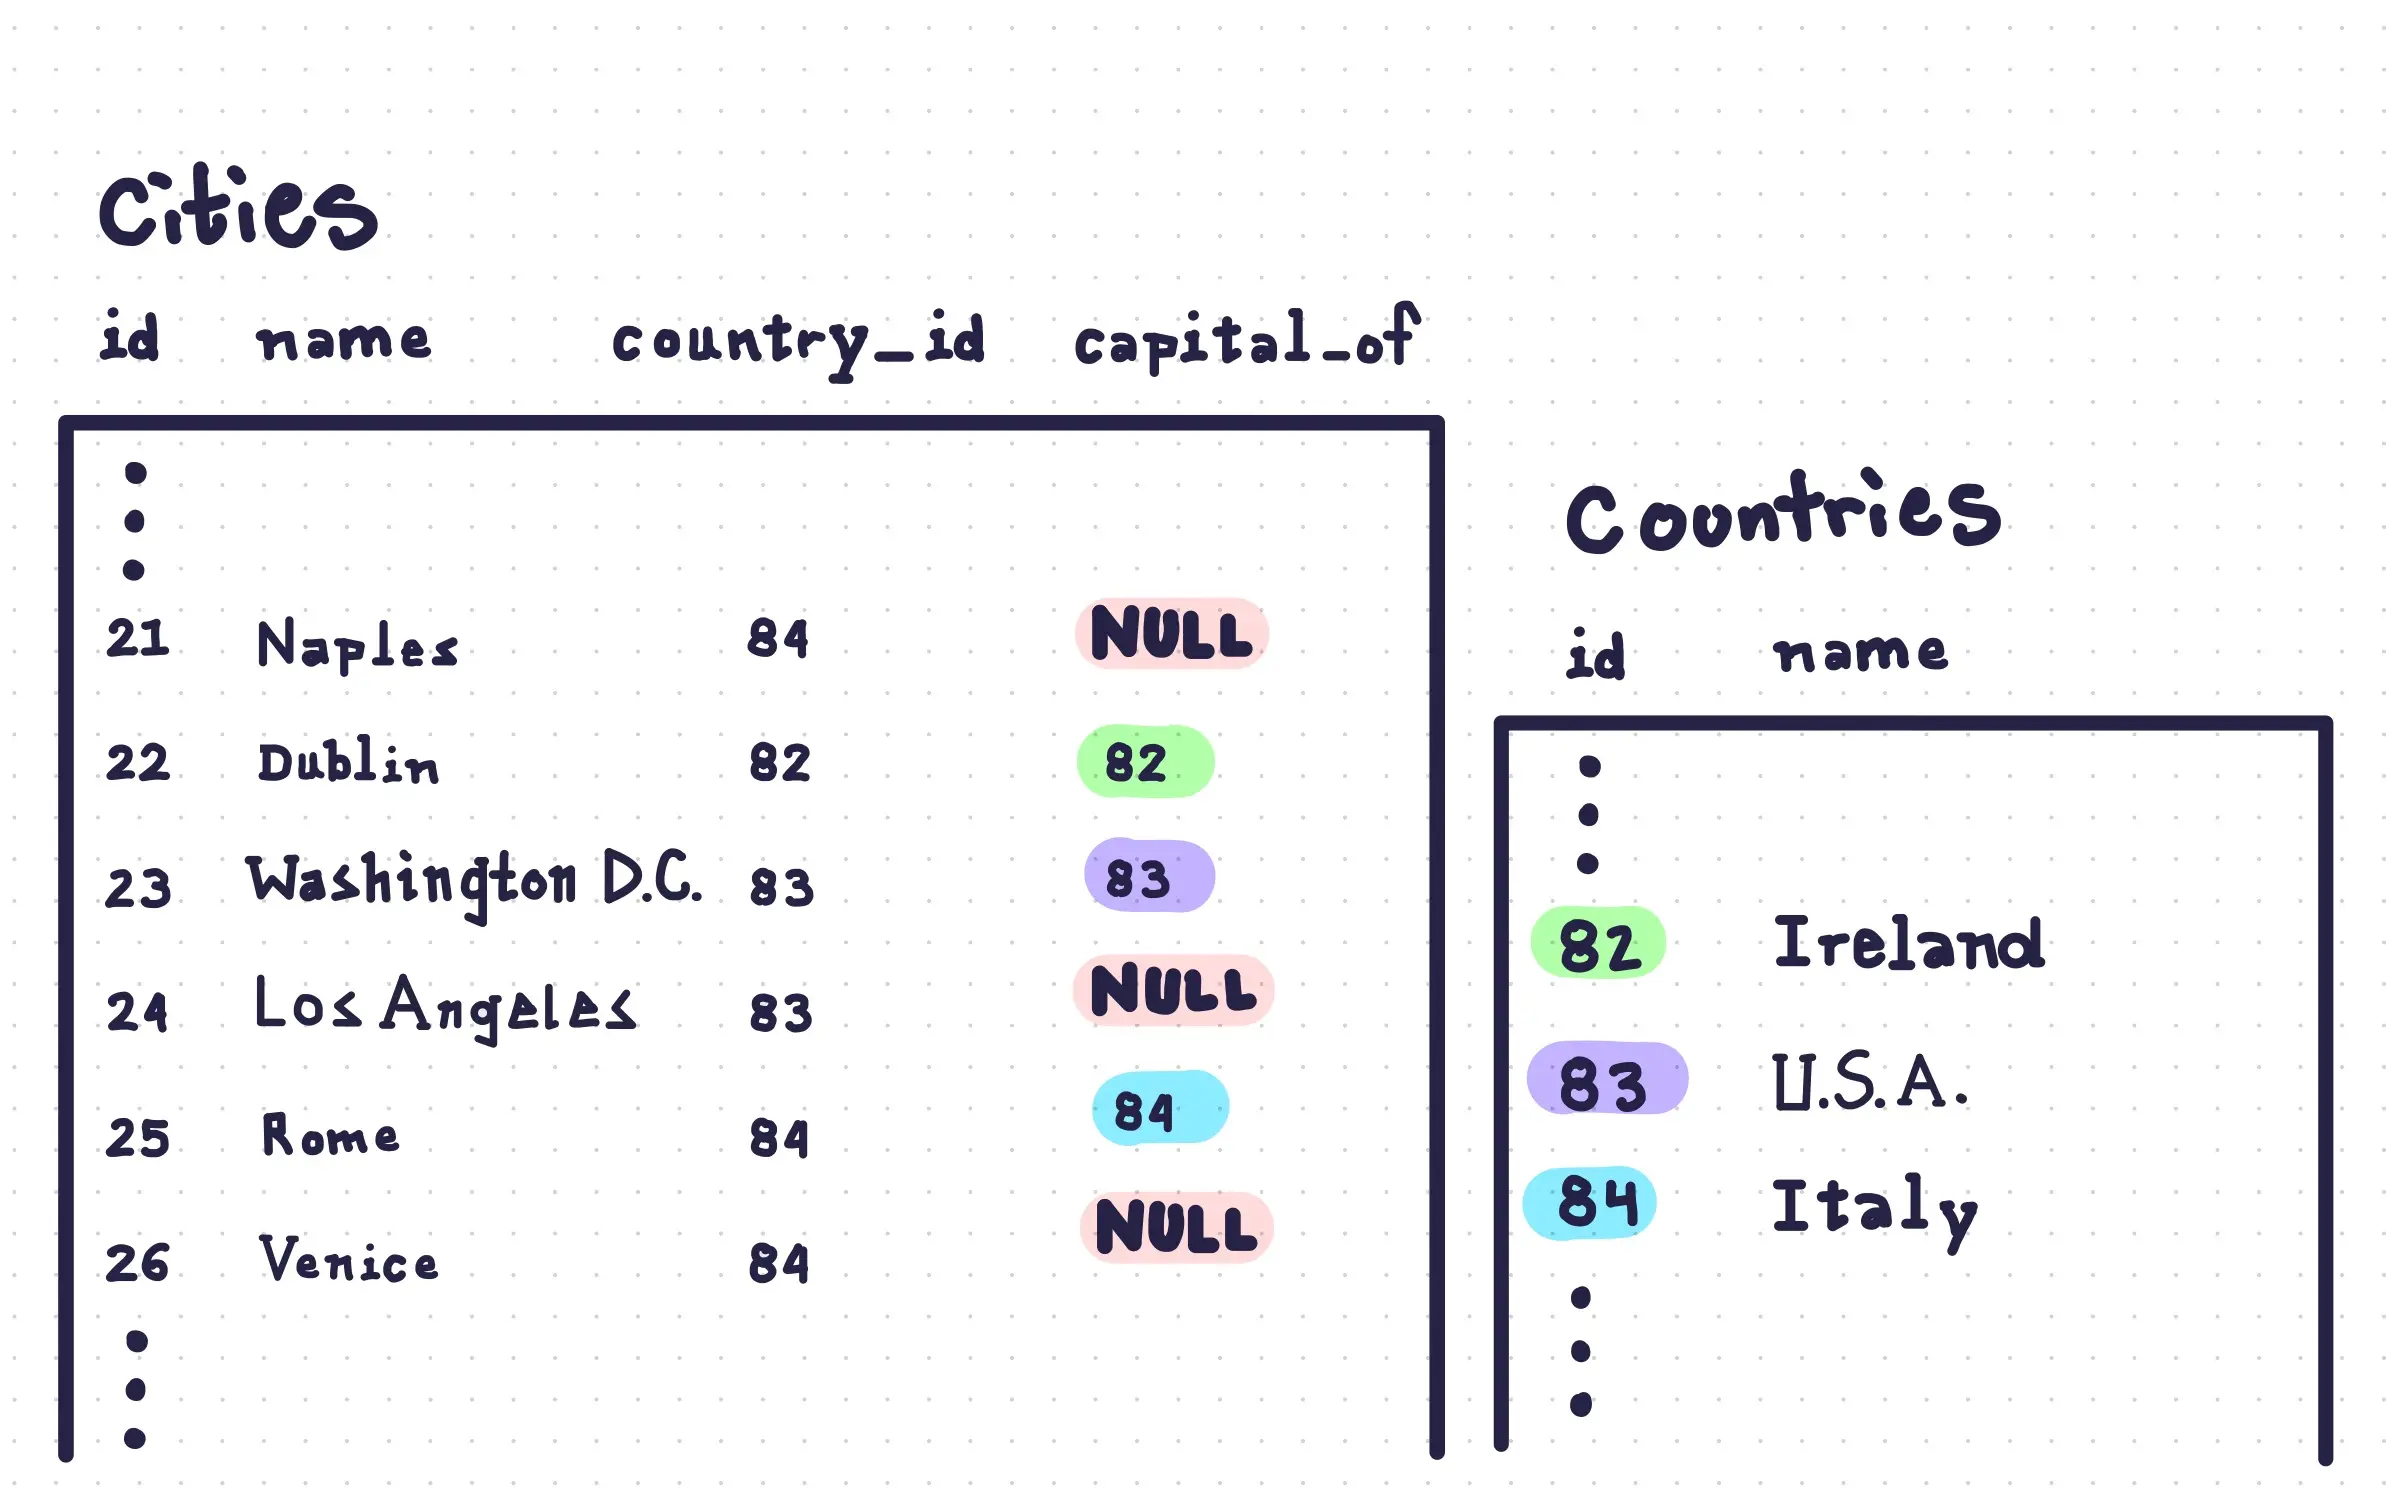 Cities
id name country_id capital_of
21 Naples 84 NULL
22 Dublin 82 82
23 Washington D.C. 83 83
24 Los Angeles 83 NULL
25 Rome 84 84
26 Venice 84 NULL
Countries
id name
82 Ireland
83 U.S.A.
84 Italy